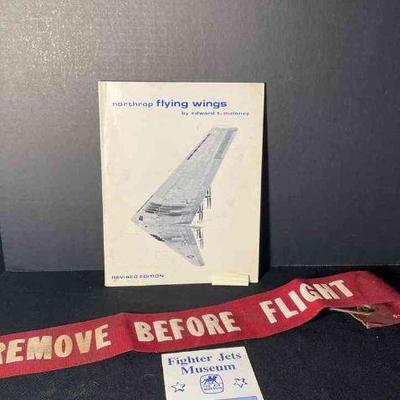 northrop flying wings
by edward t. maloney
REVISED EDITION
REMOVE BEFORE FLIGHT
Fighter Jets
Museum